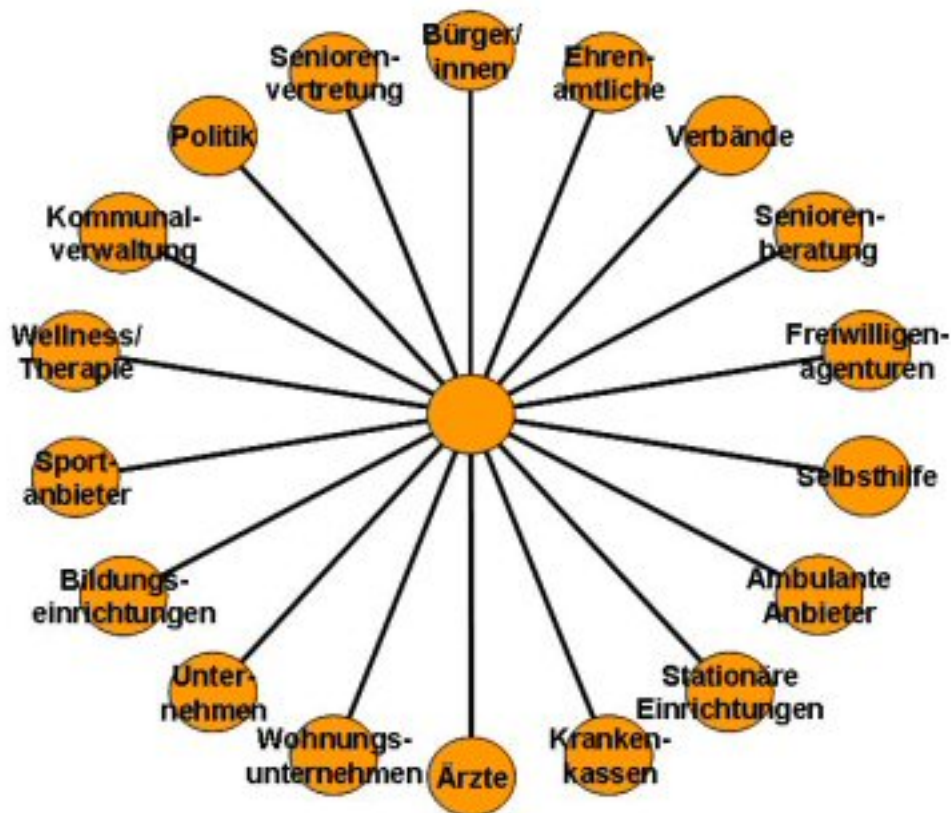 Bürger/
innen
Ehren-
amtliche
Verbände
Senioren-
beratung
Freiwilligen-
agenturen
Selbsthilfe
Ambulante
Anbieter
Stationäre
Einrichtungen
Kranken-
kassen
Ärzte
Wohnungs-
unternehmen
Unter-
nehmen
Bildungs-
einrichtungen
Sport-
anbieter
Wellness/
Therapie
Kommunal-
verwaltung
Politik
Senioren-
vertretung